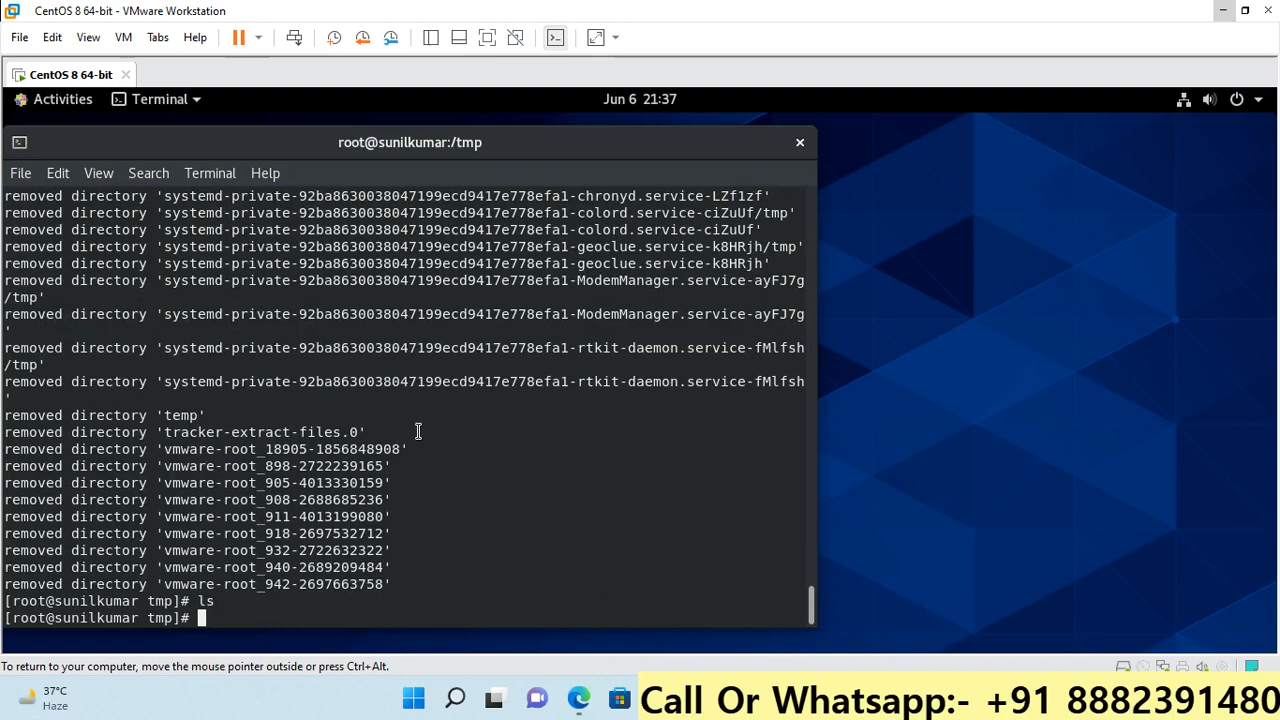 CentOS 8 64-bit - VMware Workstation
File Edit View VM Tabs Help
CentOS 8 64-bit
Activities Terminal Jun 6 21:37
root@sunilkumar:/tmp
File Edit View Search Terminal Help
removed directory 'systemd-private-92ba8630038047199ecd9417e778efa1-chronyd.service-LZf1zf'
removed directory 'systemd-private-92ba8630038047199ecd9417e778efa1-colord.service-ciZuUf/tmp'
removed directory 'systemd-private-92ba8630038047199ecd9417e778efa1-colord.service-ciZuUf'
removed directory 'systemd-private-92ba8630038047199ecd9417e778efa1-geoclue.service-k8HRjh/tmp'
removed directory 'systemd-private-92ba8630038047199ecd9417e778efa1-geoclue.service-k8HRjh'
removed directory 'systemd-private-92ba8630038047199ecd9417e778efa1-ModemManager.service-ayFJ7g
/tmp'
removed directory 'systemd-private-92ba8630038047199ecd9417e778efa1-ModemManager.service-ayFJ7g
'
removed directory 'systemd-private-92ba8630038047199ecd9417e778efa1-rtkit-daemon.service-fMlfsh
/tmp'
removed directory 'systemd-private-92ba8630038047199ecd9417e778efa1-rtkit-daemon.service-fMlfsh
'
removed directory 'temp'
removed directory 'tracker-extract-files.0'
removed directory 'vmware-root_18905-1856848908'
removed directory 'vmware-root_898-2722239165'
removed directory 'vmware-root_905-4013330159'
removed directory 'vmware-root_908-2688685236'
removed directory 'vmware-root_911-4013199080'
removed directory 'vmware-root_918-2697532712'
removed directory 'vmware-root_932-2722632322'
removed directory 'vmware-root_940-2689209484'
removed directory 'vmware-root_942-2697663758'
[root@sunilkumar tmp]# ls
[root@sunilkumar tmp]#
To return to your computer, move the mouse pointer outside or press Ctrl+Alt.
37°C
Haze
Call Or Whatsapp:- +91 8882391480